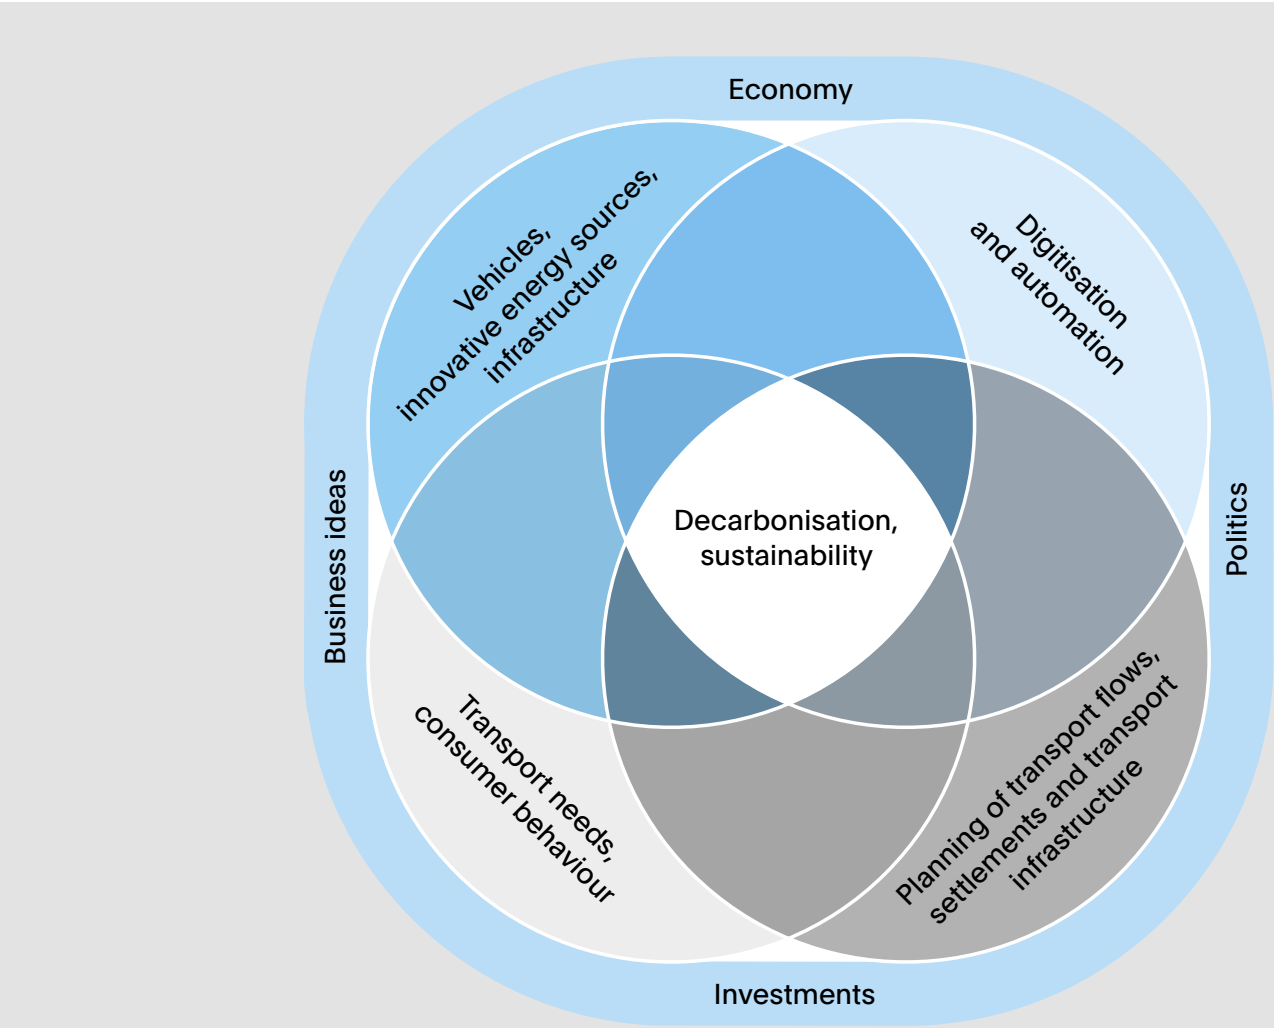 Economy
Vehicles,
innovative energy sources,
infrastructure
Digitisation
and automation
Business ideas
Decarbonisation,
sustainability
Politics
Transport needs,
consumer behaviour
Planning of transport flows,
settlements and transport
infrastructure
Investments